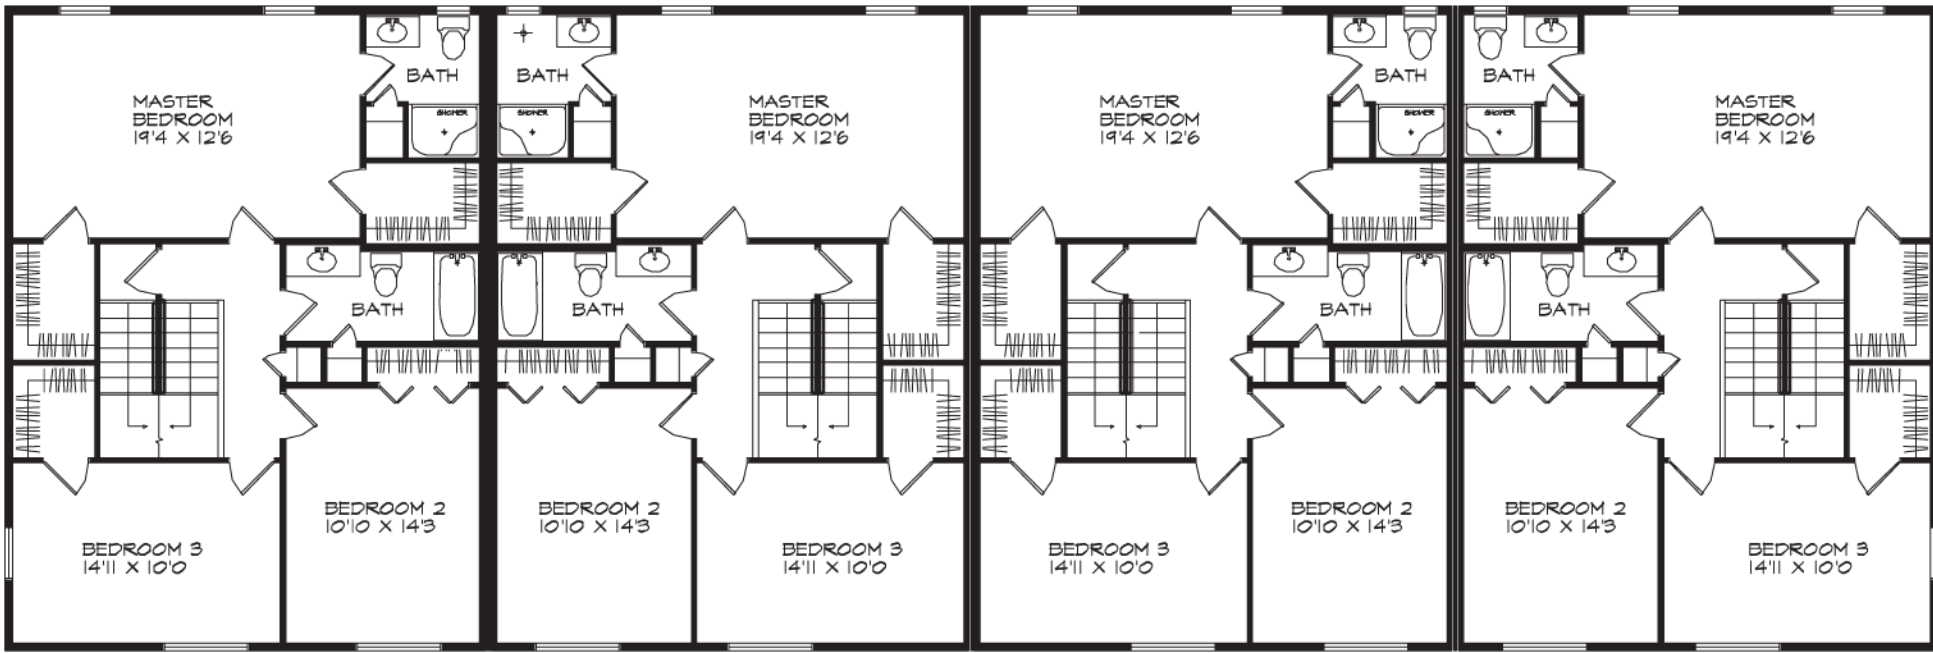 BATH
SHOWER
MASTER
BEDROOM
19'4 X 12'6
BATH
BEDROOM 2
10'10 X 14'3
BEDROOM 3
14'11 X 10'0
BATH
SHOWER
MASTER
BEDROOM
19'4 X 12'6
BATH
BEDROOM 2
10'10 X 14'3
BEDROOM 3
14'11 X 10'0
BATH
SHOWER
MASTER
BEDROOM
19'4 X 12'6
BATH
BEDROOM 2
10'10 X 14'3
BEDROOM 3
14'11 X 10'0
BATH
SHOWER
MASTER
BEDROOM
19'4 X 12'6
BATH
BEDROOM 2
10'10 X 14'3
BEDROOM 3
14'11 X 10'0